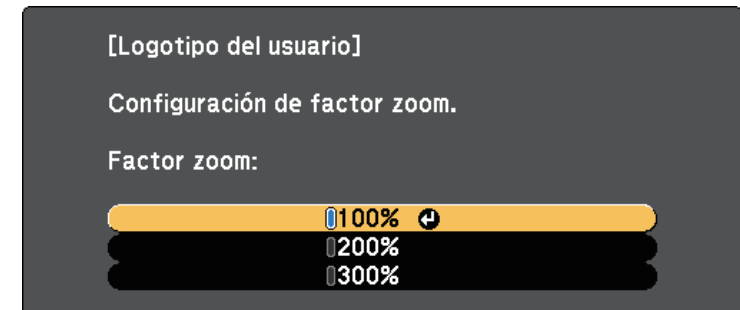 [Logotipo del usuario]
Configuración de factor zoom.
Factor zoom:
100%
200%
300%